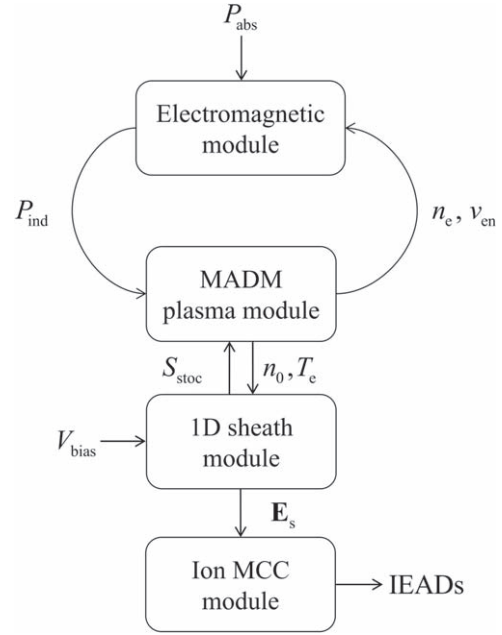 P_abs
Electromagnetic
module
P_ind
n_e, v_en
MADM
plasma module
S_stoc
n_0, T_e
V_bias
1D sheath
module
E_s
Ion MCC
module
IEADs